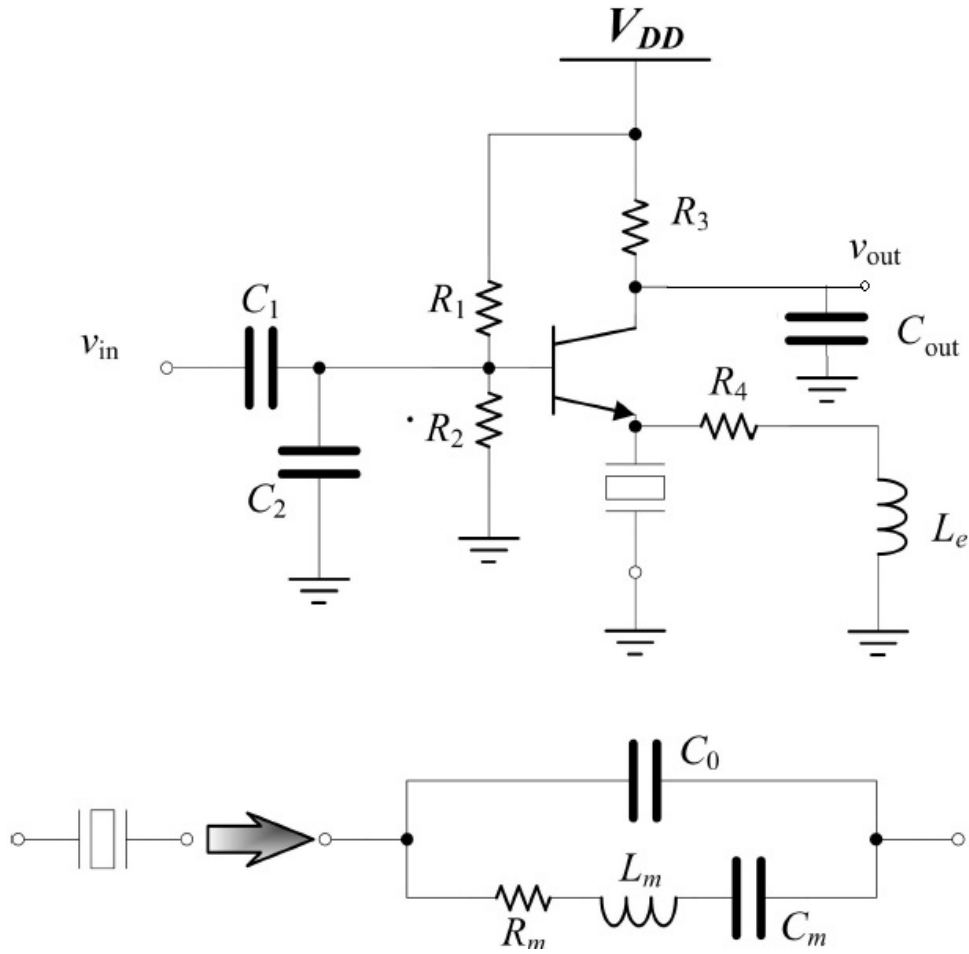 V_DD
R_3
v_out
C_1
R_1
v_in
C_out
R_4
R_2
C_2
L_e
C_0
L_m
R_m
C_m